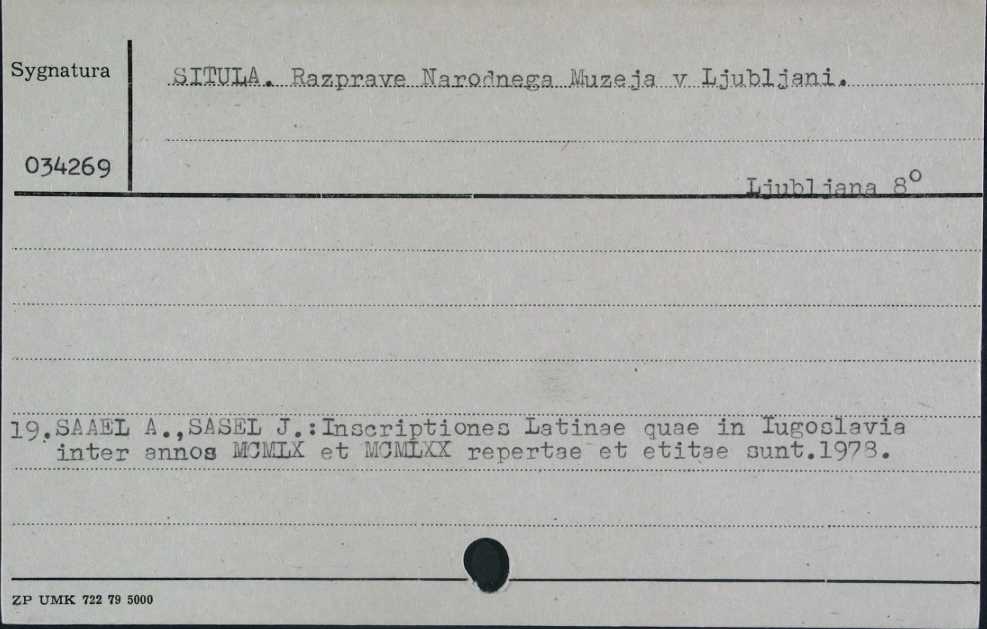 Sygnatura
SITULA. Razprave Narodnega Muzeja v Ljubljani.
034269
Ljubljana 8°
19.SAAEL A.,SASEL J.:Inscriptiones Latinae quae in Iugoslavia
inter annos MCMLX et MCMLXX repertae et etitae sunt.1978.
ZP UMK 722 79 5000